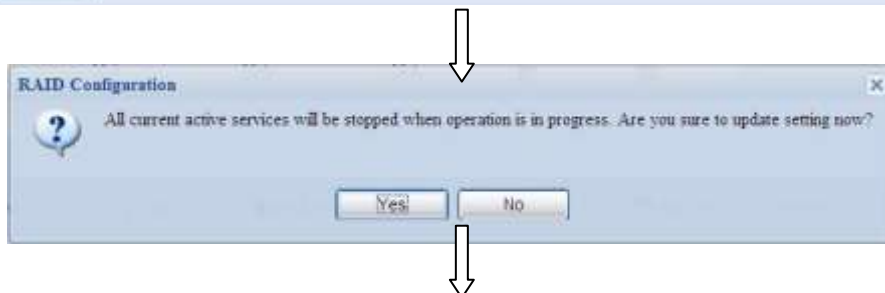 RAID Configuration
All current active services will be stopped when operation is in progress. Are you sure to update setting now?
Yes
No